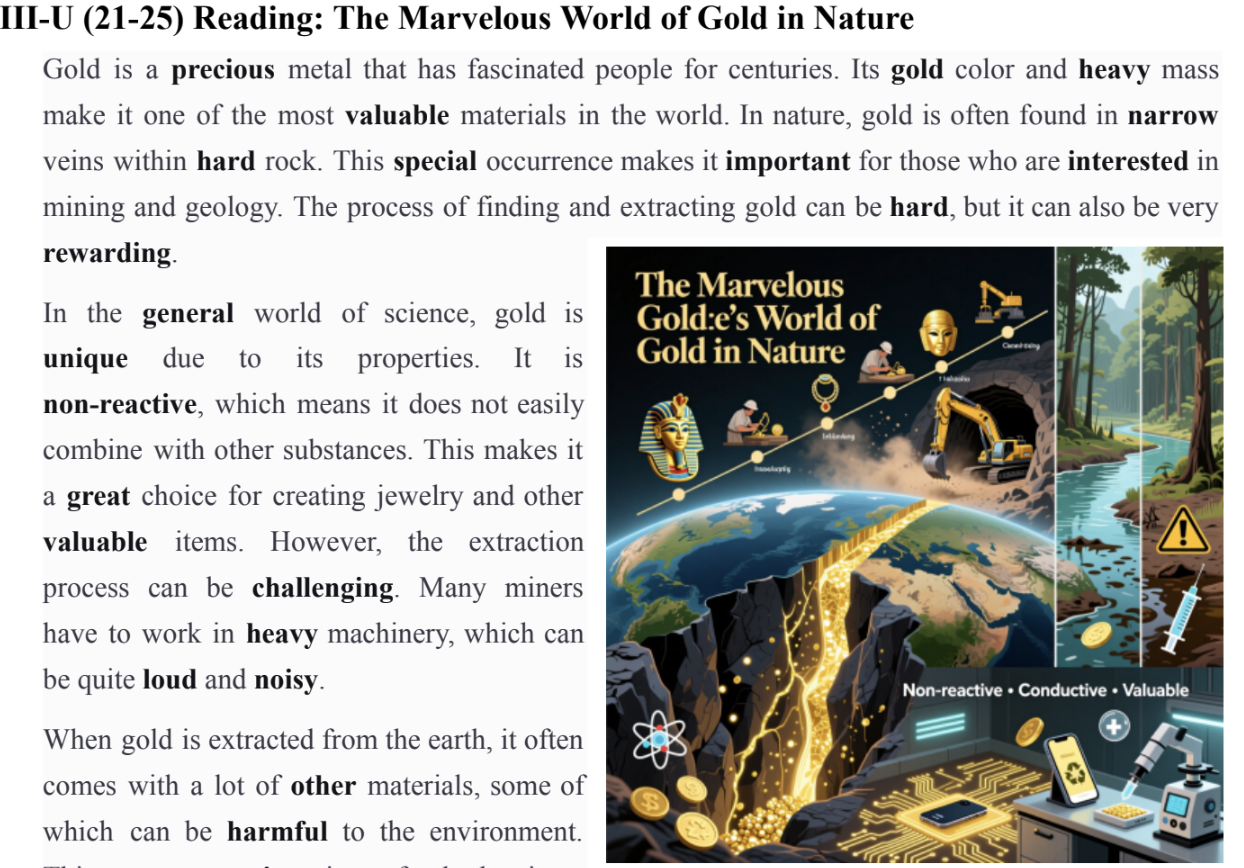 III-U (21-25) Reading: The Marvelous World of Gold in Nature
Gold is a precious metal that has fascinated people for centuries. Its gold color and heavy mass
make it one of the most valuable materials in the world. In nature, gold is often found in narrow
veins within hard rock. This special occurrence makes it important for those who are interested in
mining and geology. The process of finding and extracting gold can be hard, but it can also be very
rewarding.
In the general world of science, gold is
unique due to its properties. It is
non-reactive, which means it does not easily
combine with other substances. This makes it
a great choice for creating jewelry and other
valuable items. However, the extraction
process can be challenging. Many miners
have to work in heavy machinery, which can
be quite loud and noisy.
When gold is extracted from the earth, it often
comes with a lot of other materials, some of
which can be harmful to the environment.
The Marvelous
Gold:e's World of
Gold in Nature
Non-reactive • Conductive • Valuable